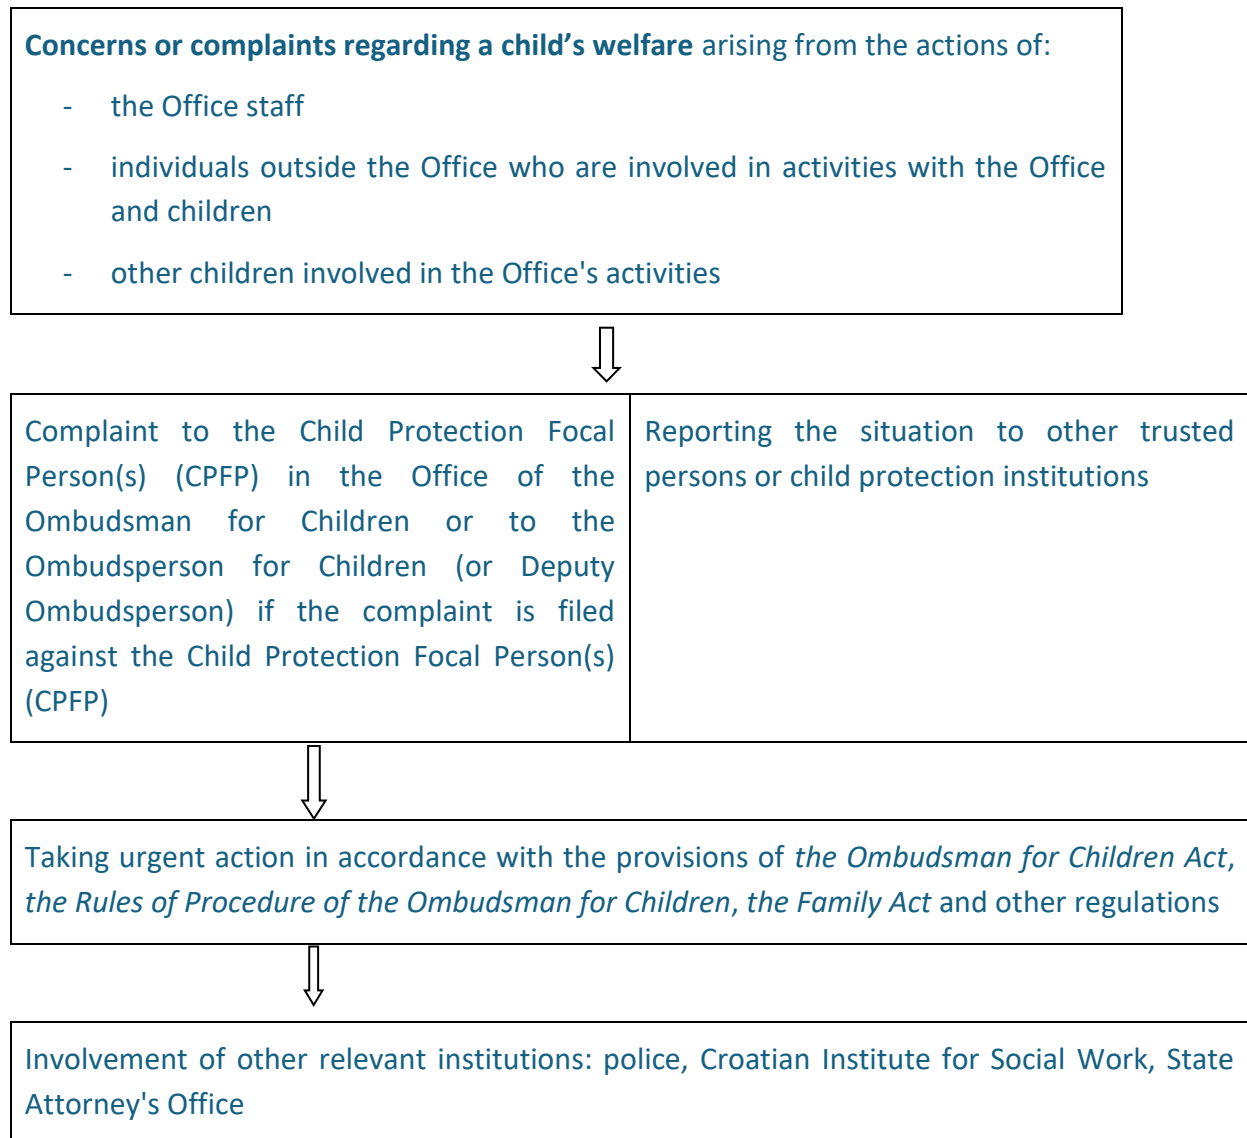 Concerns or complaints regarding a child’s welfare arising from the actions of:
- the Office staff
- individuals outside the Office who are involved in activities with the Office
and children
- other children involved in the Office's activities
Complaint to the Child Protection Focal
Person(s) (CPFP) in the Office of the
Ombudsman for Children or to the
Ombudsperson for Children (or Deputy
Ombudsperson) if the complaint is filed
against the Child Protection Focal Person(s)
(CPFP)
Reporting the situation to other trusted
persons or child protection institutions
Taking urgent action in accordance with the provisions of the Ombudsman for Children Act,
the Rules of Procedure of the Ombudsman for Children, the Family Act and other regulations
Involvement of other relevant institutions: police, Croatian Institute for Social Work, State
Attorney's Office